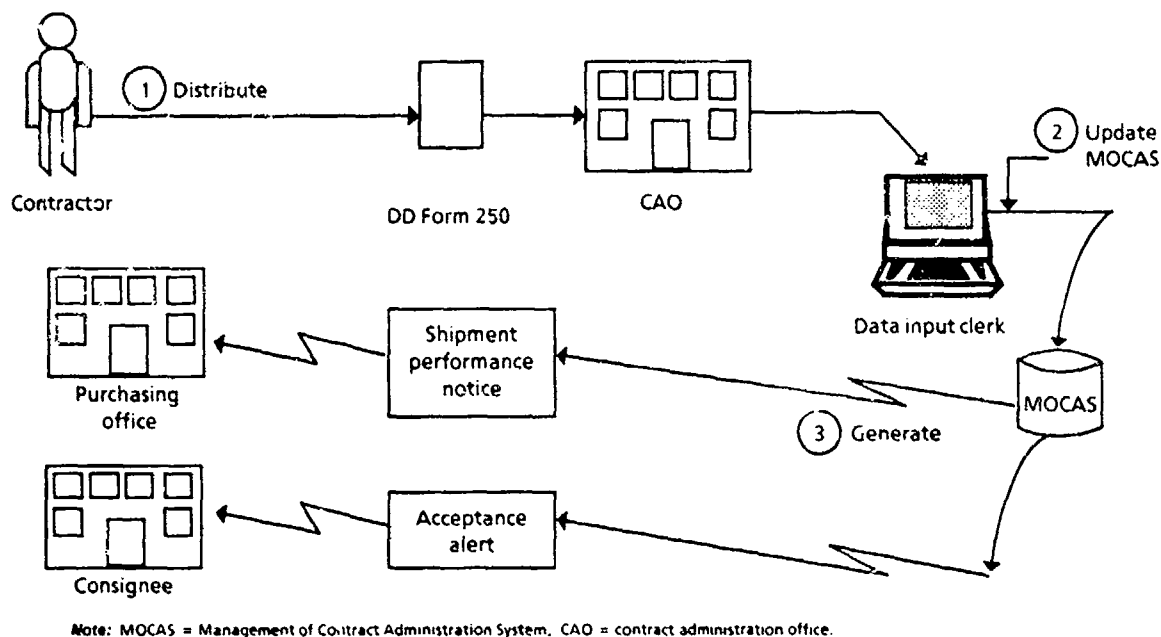 1 Distribute
2 Update
MOCAS
Contractor
DD Form 250
CAO
Data input clerk
Shipment
performance
notice
Purchasing
office
MOCAS
3 Generate
Acceptance
alert
Consignee
Note: MOCAS = Management of Contract Administration System, CAO = contract administration office.